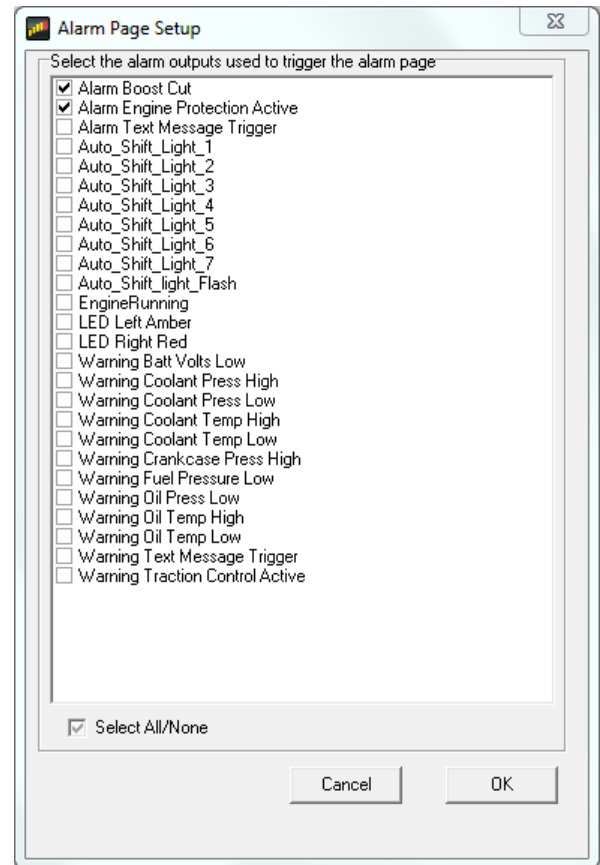 Alarm Page Setup
Select the alarm outputs used to trigger the alarm page
Alarm Boost Cut
Alarm Engine Protection Active
Alarm Text Message Trigger
Auto_Shift_Light_1
Auto_Shift_Light_2
Auto_Shift_Light_3
Auto_Shift_Light_4
Auto_Shift_Light_5
Auto_Shift_Light_6
Auto_Shift_Light_7
Auto_Shift_light_Flash
EngineRunning
LED Left Amber
LED Right Red
Warning Batt Volts Low
Warning Coolant Press High
Warning Coolant Press Low
Warning Coolant Temp High
Warning Coolant Temp Low
Warning Crankcase Press High
Warning Fuel Pressure Low
Warning Oil Press Low
Warning Oil Temp High
Warning Oil Temp Low
Warning Text Message Trigger
Warning Traction Control Active
Select All/None
Cancel OK